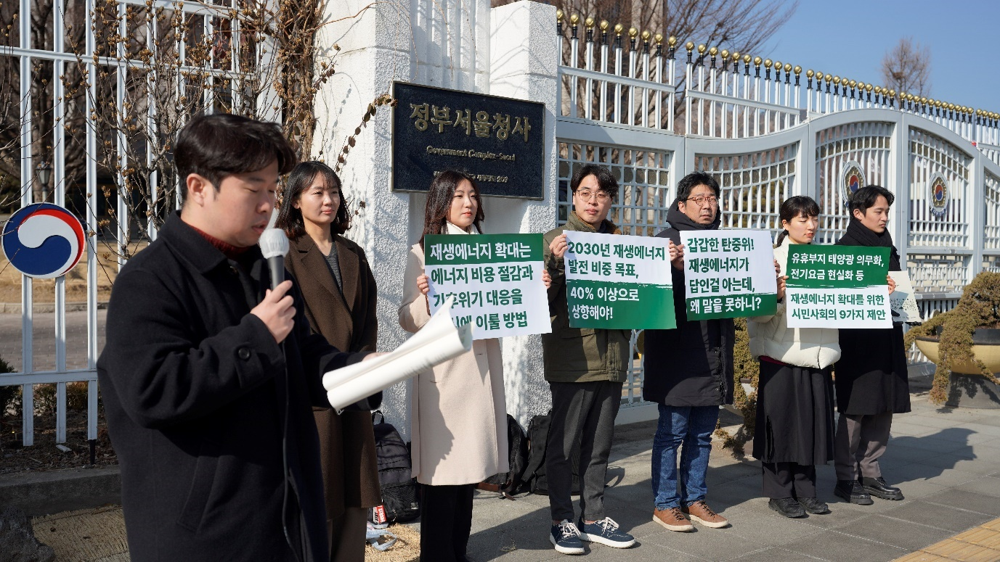 정부서울청사
Government Complex-Seoul
재생에너지 확대는
에너지 비용 절감과
기후위기 대응을
이룰 방법
2030년 재생에너지
발전 비중 목표,
40% 이상으로
상향해야!
갑갑한 탄중위!
재생에너지가
답인걸 아는데,
왜 말을 못하니?
유휴부지 태양광 의무화,
전기요금 현실화 등
재생에너지 확대를 위한
시민사회의 9가지 제안